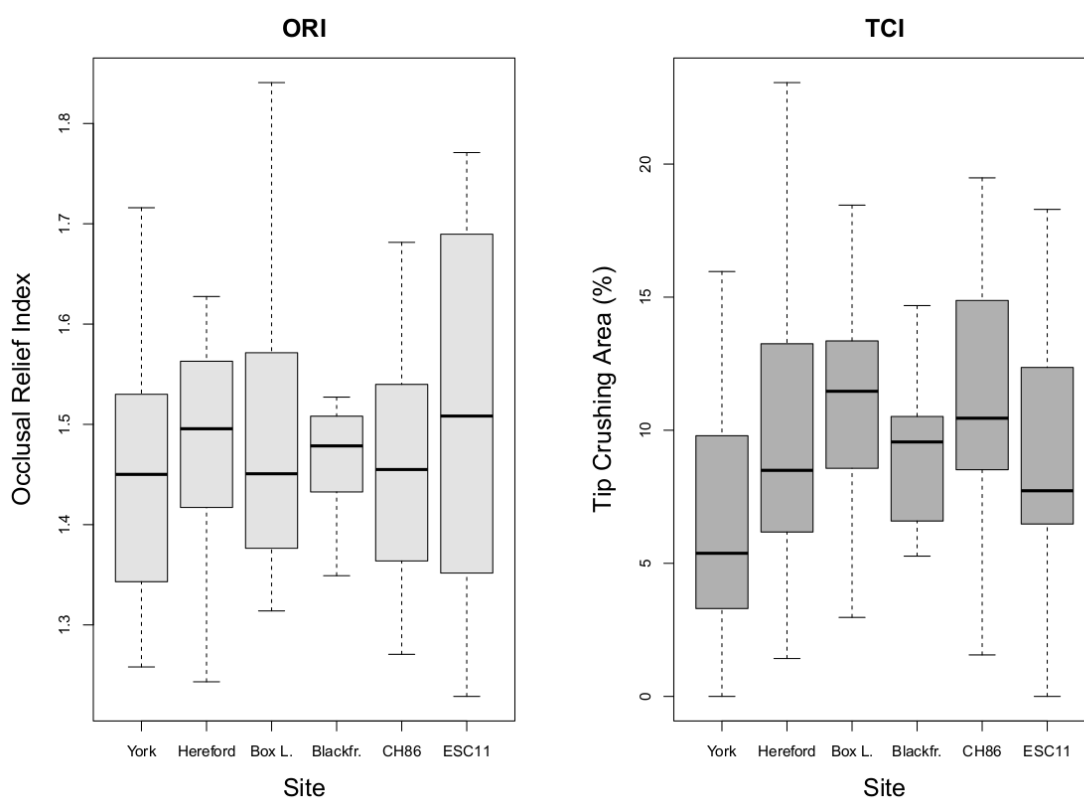 ORI
Occlusal Relief Index
1.8
1.7
1.6
1.5
1.4
1.3
York Hereford Box L. Blackfr. CH86 ESC11
Site
TCI
Tip Crushing Area (%)
20
15
10
5
0
York Hereford Box L. Blackfr. CH86 ESC11
Site